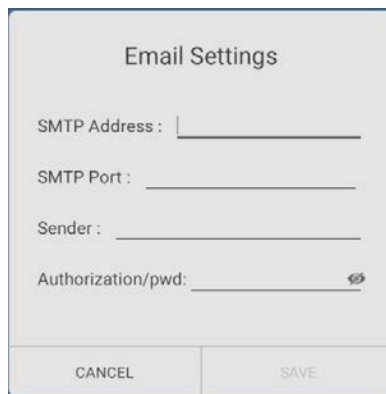 Email Settings
SMTP Address :
SMTP Port :
Sender :
Authorization/pwd:
CANCEL SAVE